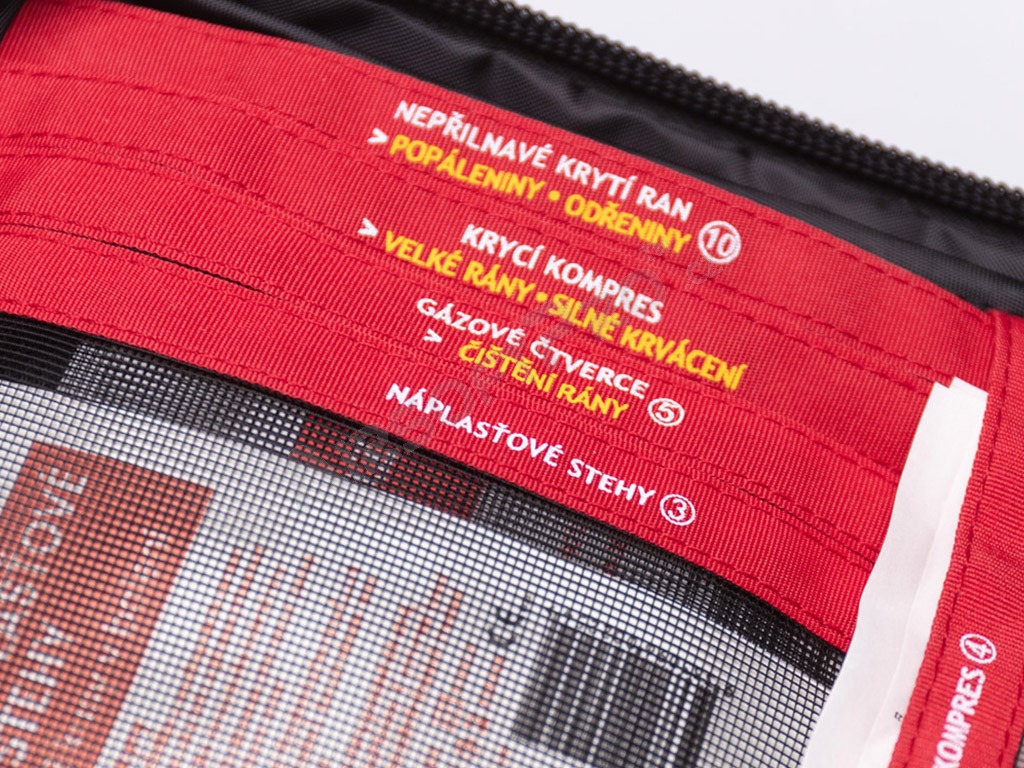 NEPŘILNAVÉ KRYTÍ RAN
> POPÁLENINY • ODŘENINY 10
KRYCÍ KOMPRES
> VELKÉ RÁNY • SILNÉ KRVÁCENÍ
GÁZOVÉ ČTVERCE
> ČIŠTĚNÍ RÁNY 5
NÁPLASŤOVÉ STEHY 3
KOMPRES 4
CE